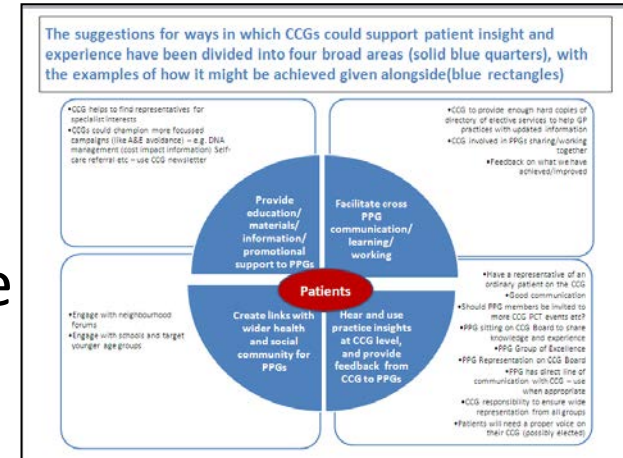 The suggestions for ways in which CCGs could support patient insight and
experience have been divided into four broad areas (solid blue quarters), with
the examples of how it might be achieved given alongside(blue rectangles)
•CCG helps to find representatives for
specialist interests
•CCGs could champion more focussed
campaigns (like A&E avoidance) – e.g. DNA
management (cost impact information) Self-
care referral etc – use CCG newsletter
•CCG to provide enough hard copies of
directory of elective services to help GP
practices with updated information
•CCG involved in PPGs sharing/working
together
•Feedback on what we have
achieved/improved
Provide
education/
materials/
information/
promotional
support to PPGs
Facilitate cross
PPG
communication/
learning/
working
Patients
e
•Engage with neighbourhood
forums
•Engage with schools and target
younger age groups
Create links with
wider health
and social
community for
PPGs
Hear and use
practice insights
at CCG level,
and provide
feedback from
CCG to PPGs
•Have a representative of an
ordinary patient on the CCG
•Good communication
•Should PPG members be invited to
more CCG PCT events etc?
•PPG sitting on CCG Board to share
knowledge and experience
•PPG Group of Excellence
•PPG Representation on CCG Board
•PPG has direct line of
communication with CCG – use
when appropriate
•CCG responsibility to ensure wide
representation from all groups
•Patients will need a proper voice on
their CCG (possibly elected)